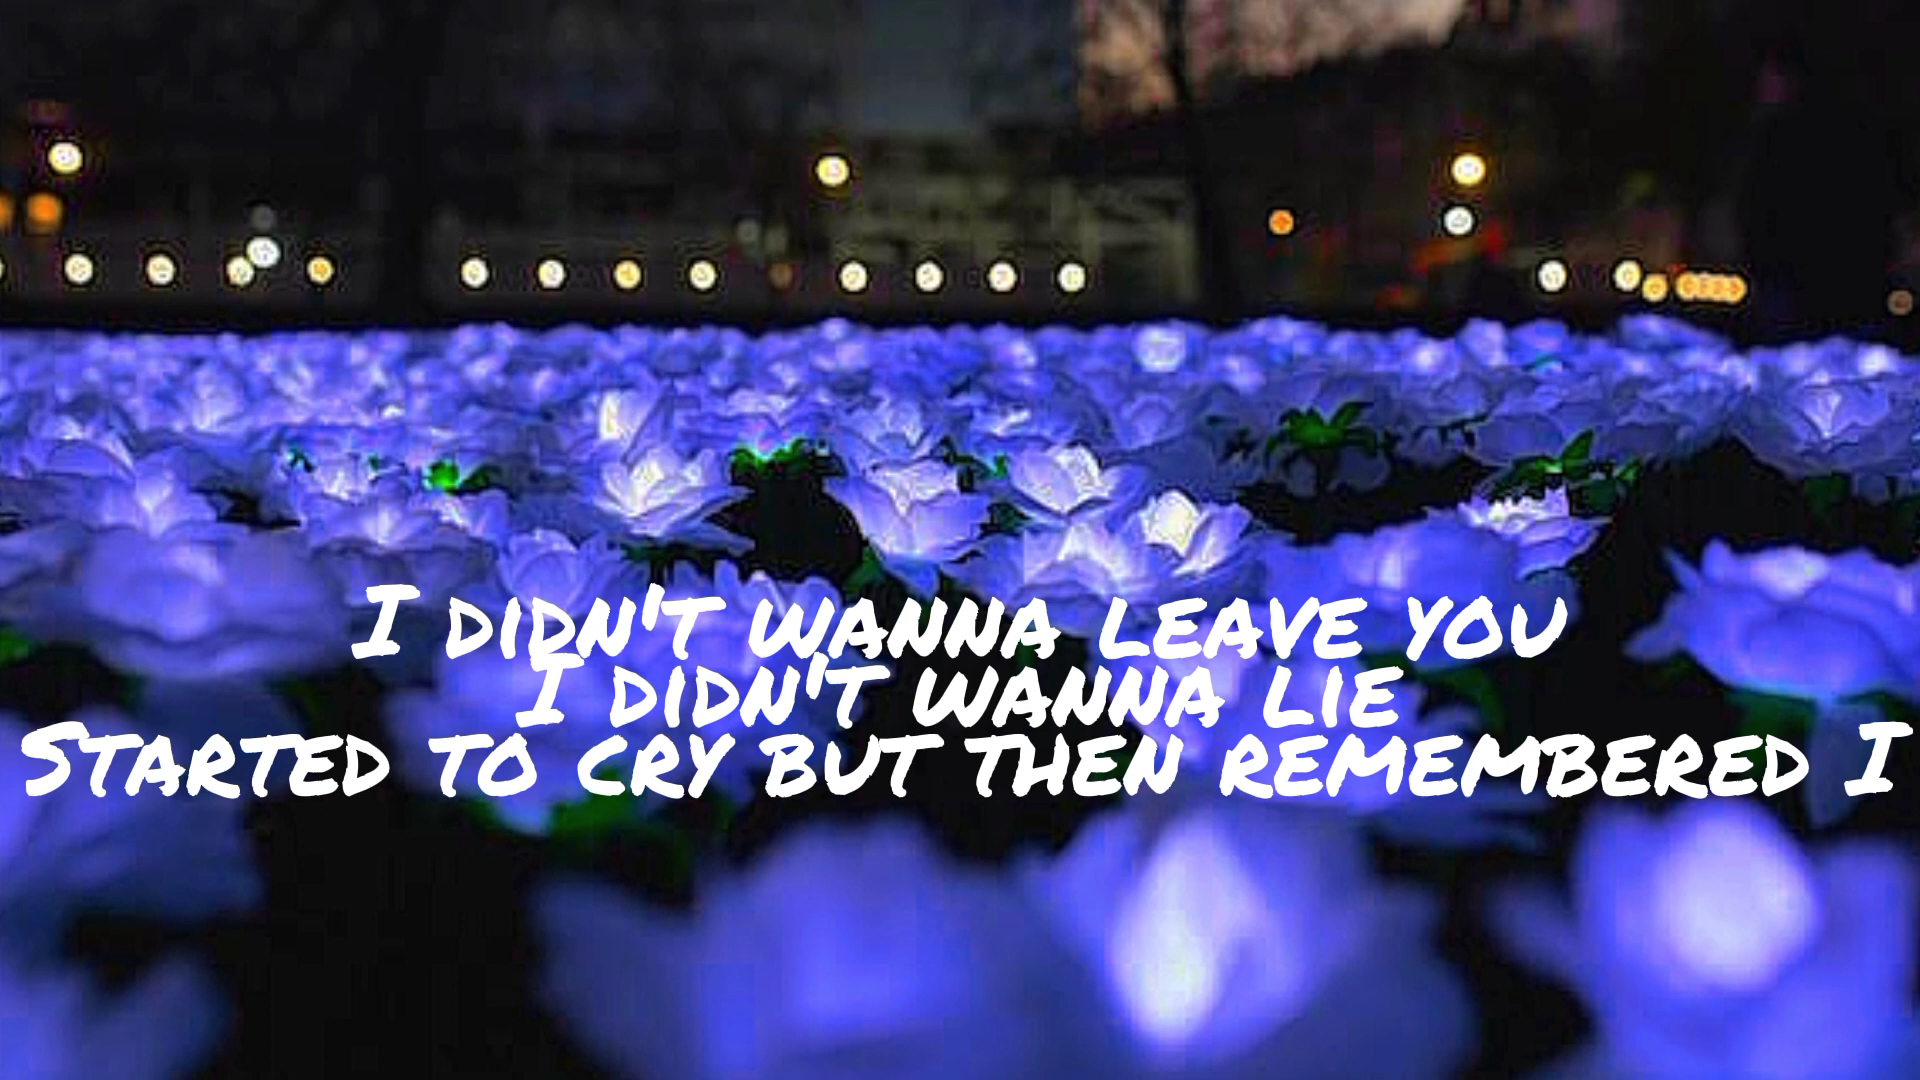 I didn't wanna leave you
I didn't wanna lie
Started to cry but then remembered I